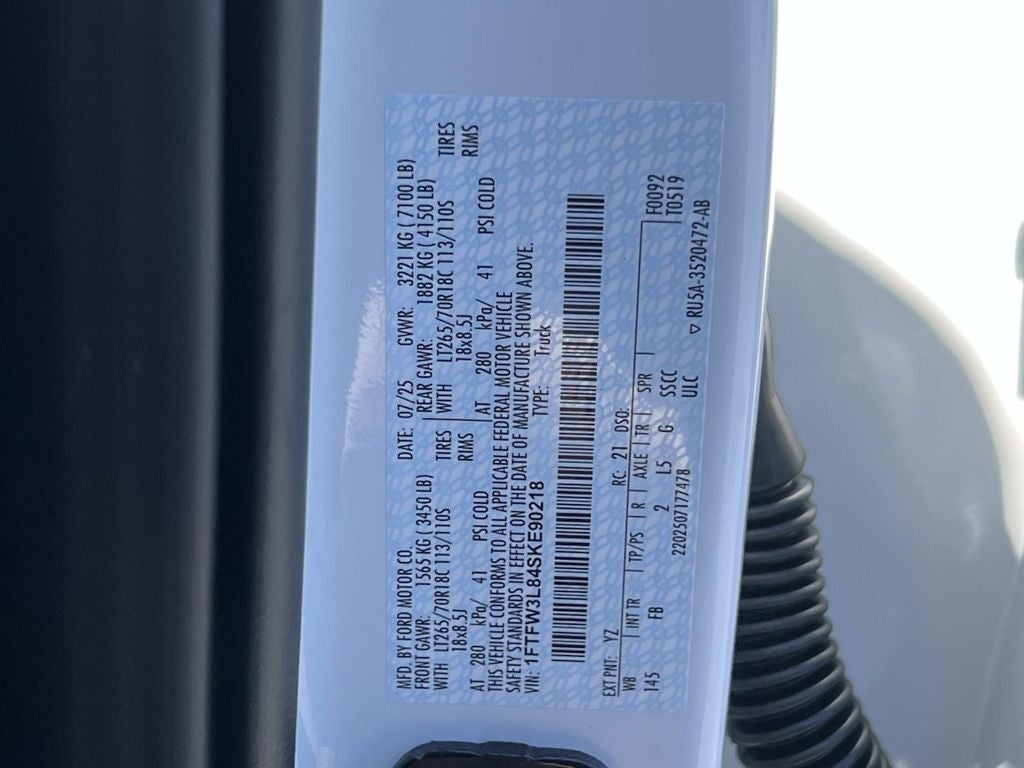 MFD. BY FORD MOTOR CO.    DATE: 07/25    GVWR: 3221 KG ( 7100 LB)
FRONT GAWR: 1565 KG ( 3450 LB)    REAR GAWR: 1882 KG ( 4150 LB)
WITH LT265/70R18C 113/110S TIRES    WITH LT265/70R18C 113/110S TIRES
18x8.5J RIMS    18x8.5J RIMS
AT 280 kPa/ 41 PSI COLD    AT 280 kPa/ 41 PSI COLD
THIS VEHICLE CONFORMS TO ALL APPLICABLE FEDERAL MOTOR VEHICLE
SAFETY STANDARDS IN EFFECT ON THE DATE OF MANUFACTURE SHOWN ABOVE.
VIN: 1FTFW3L84SKE90218    TYPE: Truck
EXT PNT: YZ    RC: 21 DSO:    F0092
WB | INT TR | TP/PS | R | AXLE | TR | SPR |    T0519
145 FB 2 L5 G SSCC
2202507177478    ULC    ▽ RU5A-3520472-AB